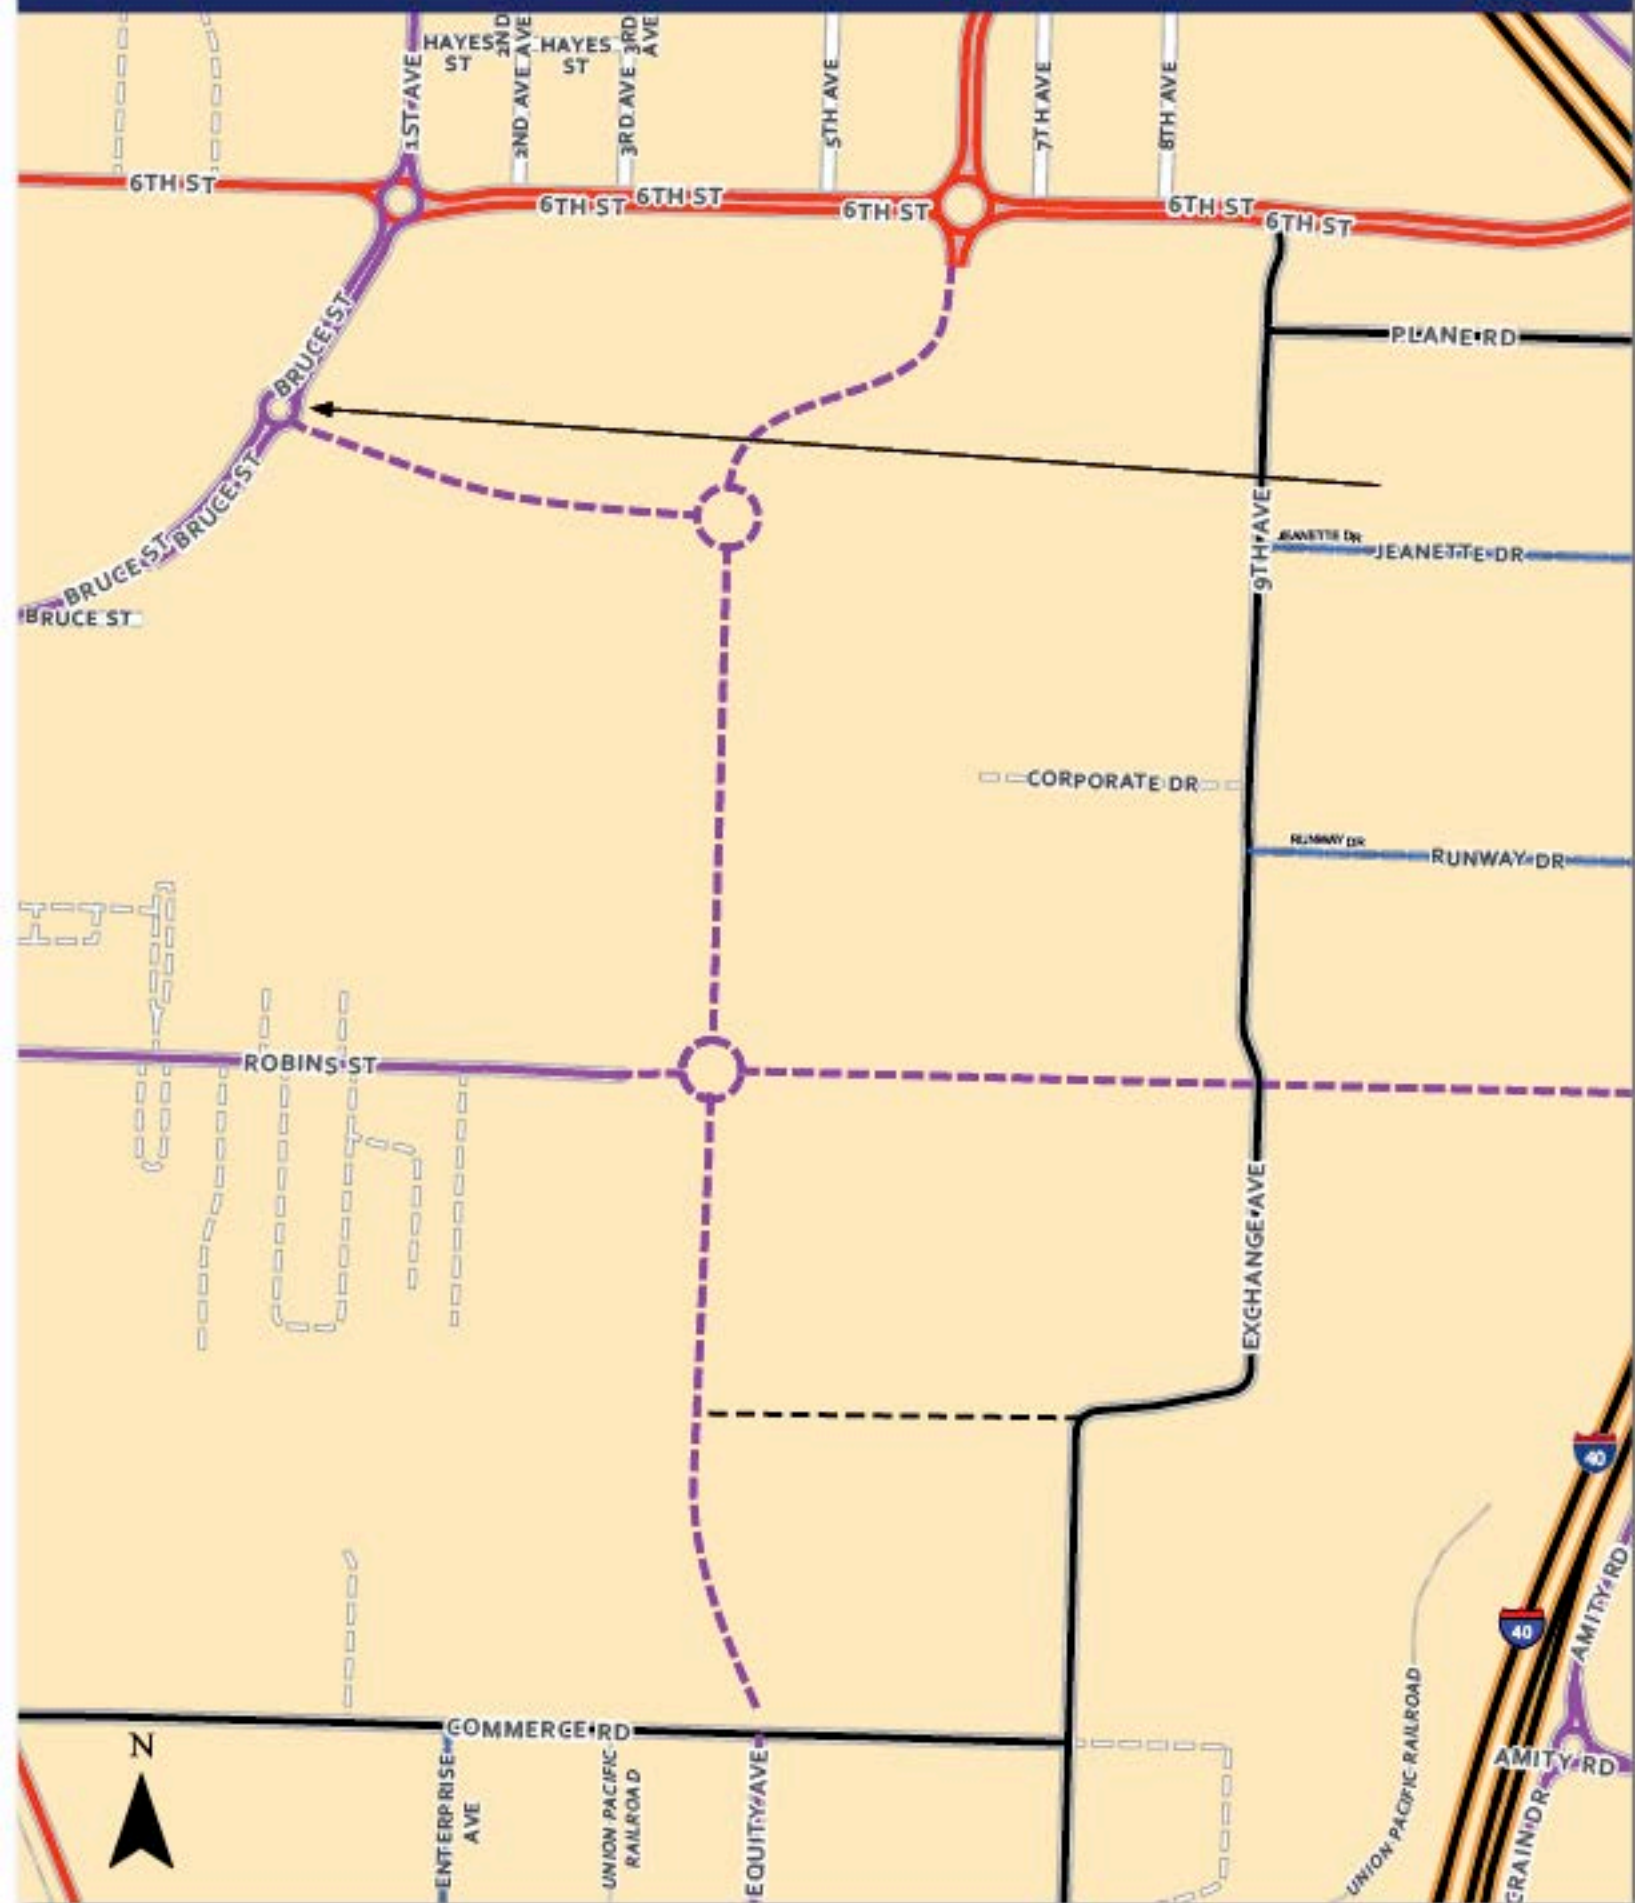 HAYES
ST
2ND
AVE
HAYES
ST
3RD
AVE
1ST AVE
2ND AVE
3RD AVE
5TH AVE
7TH AVE
8TH AVE
6TH ST
6TH ST
6TH ST
6TH ST
6TH ST
6TH ST
BRUCE ST
PLANE RD
BRUCE ST
9TH AVE
JEANETTE DR
JEANETTE DR
BRUCE ST
BRUCE ST
CORPORATE DR
RUNWAY DR
RUNWAY DR
ROBINS ST
EXCHANGE AVE
40
40
AMITY RD
UNION PACIFIC RAILROAD
COMMERCE RD
N
AMITY RD
ENTERPRISE
AVE
UNION PACIFIC
RAILROAD
EQUITY AVE
CRAIN DR